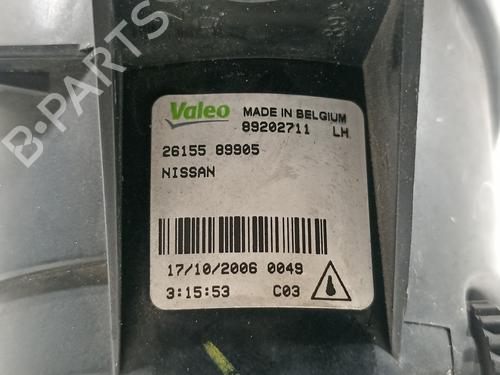 Valeo MADE IN BELGIUM
89202711 LH
26155 89905
NISSAN
17/10/2006 0049
3:15:53 C03
B-PARTS